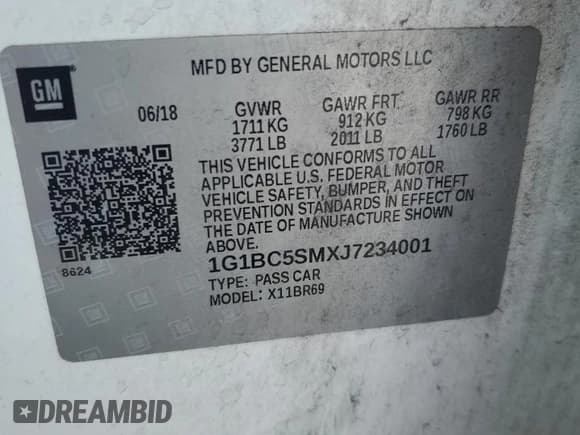 GM
MFD BY GENERAL MOTORS LLC
06/18 GVWR GAWR FRT. GAWR RR
1711 KG 912 KG 798 KG
3771 LB 2011 LB 1760 LB
THIS VEHICLE CONFORMS TO ALL
APPLICABLE U.S. FEDERAL MOTOR
VEHICLE SAFETY, BUMPER, AND THEFT
PREVENTION STANDARDS IN EFFECT ON
THE DATE OF MANUFACTURE SHOWN
ABOVE.
8624
1G1BC5SMXJ7234001
TYPE: PASS CAR
MODEL: X11BR69
DREAMBID